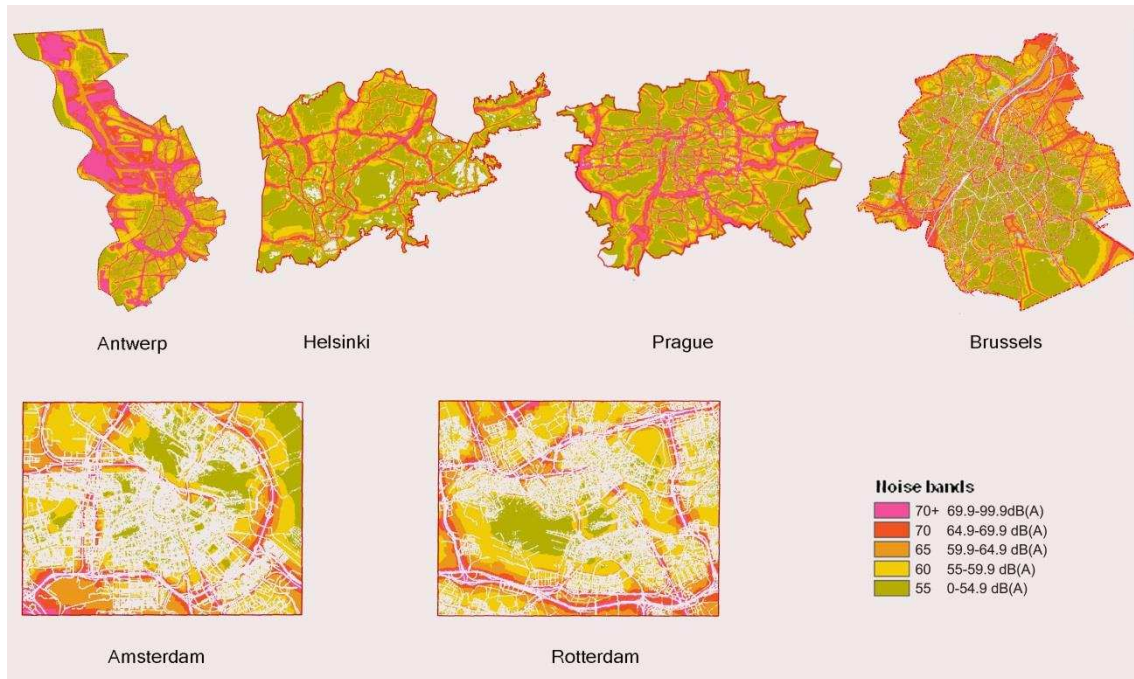 Antwerp
Helsinki
Prague
Brussels
Amsterdam
Rotterdam
Noise bands
70+ 69.9-99.9dB(A)
70 64.9-69.9 dB(A)
65 59.9-64.9 dB(A)
60 55-59.9 dB(A)
55 0-54.9 dB(A)